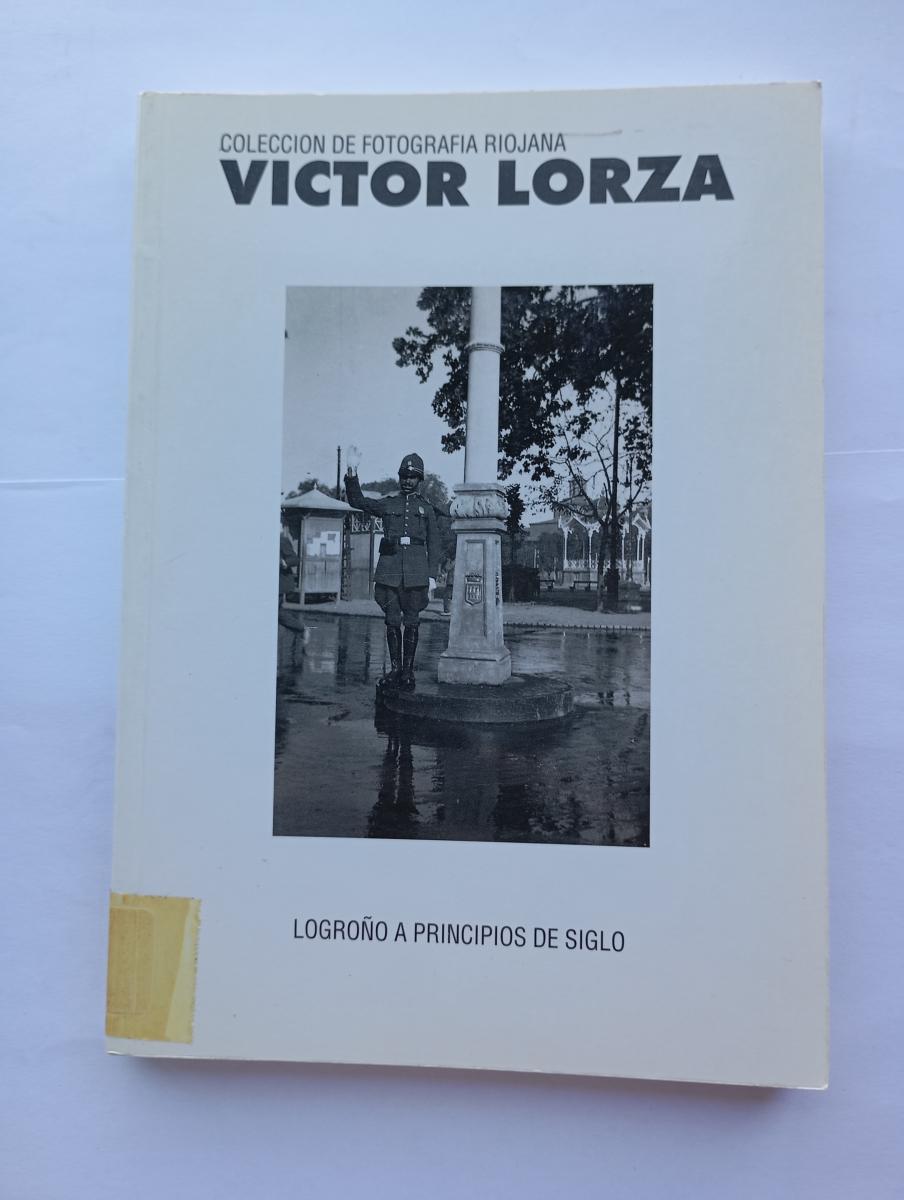 COLECCION DE FOTOGRAFIA RIOJANA
VICTOR LORZA
LOGROÑO A PRINCIPIOS DE SIGLO